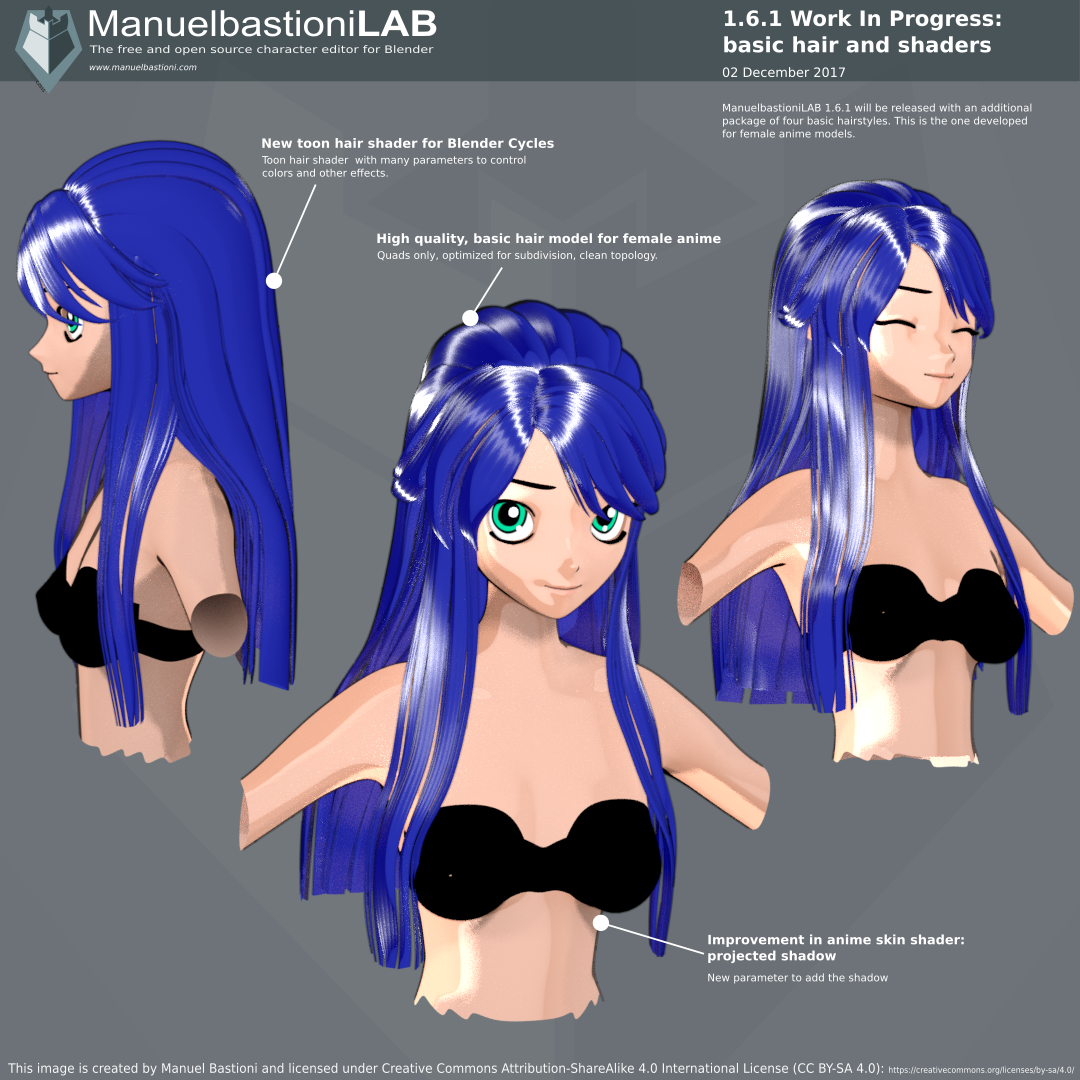 ManuelbastioniLAB
The free and open source character editor for Blender
www.manuelbastioni.com
1.6.1 Work In Progress:
basic hair and shaders
02 December 2017
ManuelbastioniLAB 1.6.1 will be released with an additional
package of four basic hairstyles. This is the one developed
for female anime models.
New toon hair shader for Blender Cycles
Toon hair shader with many parameters to control
colors and other effects.
High quality, basic hair model for female anime
Quads only, optimized for subdivision, clean topology.
Improvement in anime skin shader:
projected shadow
New parameter to add the shadow
This image is created by Manuel Bastioni and licensed under Creative Commons Attribution-ShareAlike 4.0 International License (CC BY-SA 4.0): https://creativecommons.org/licenses/by-sa/4.0/